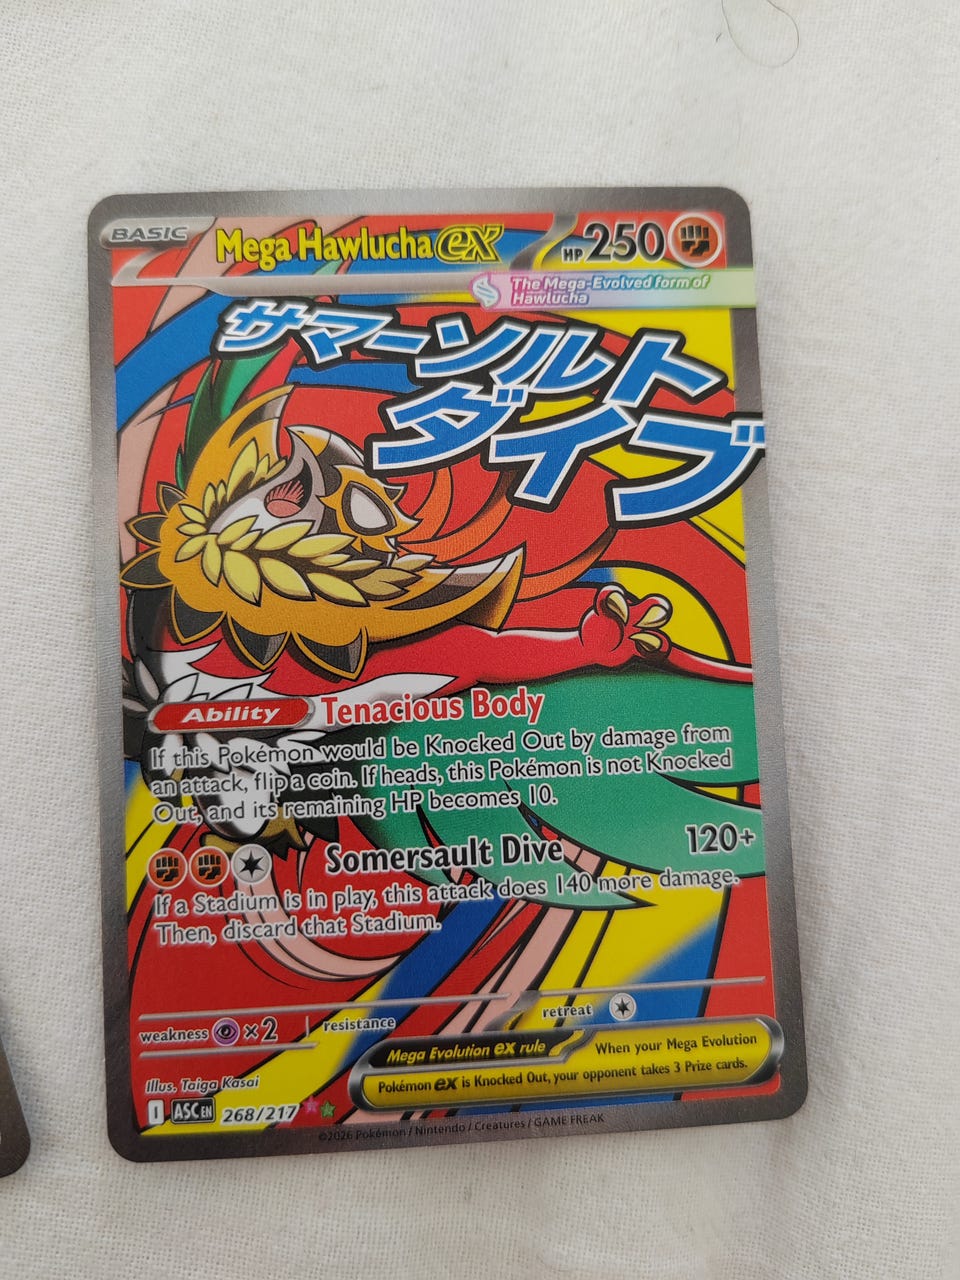 BASIC
Mega Hawlucha ex
HP 250
The Mega-Evolved form of
Hawlucha
サマーソルト
ダイブ
Ability Tenacious Body
If this Pokémon would be Knocked Out by damage from
an attack, flip a coin. If heads, this Pokémon is not Knocked
Out, and its remaining HP becomes 10.
Somersault Dive 120+
If a Stadium is in play, this attack does 140 more damage.
Then, discard that Stadium.
weakness ×2 resistance retreat
Mega Evolution ex rule When your Mega Evolution
Pokémon ex is Knocked Out, your opponent takes 3 Prize cards.
Illus. Taiga Kasai
I ASC EN 268/217
©2026 Pokémon / Nintendo / Creatures / GAME FREAK